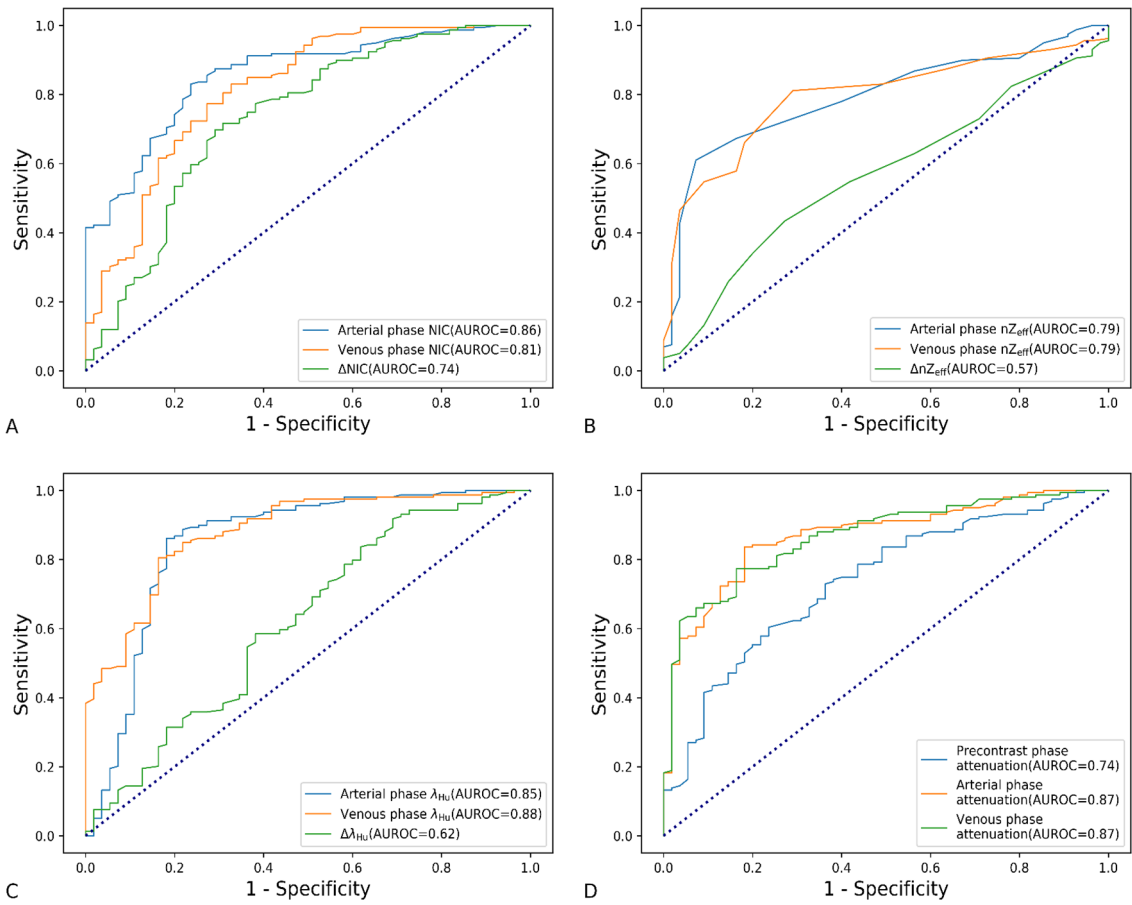 1.0
0.8
0.6
0.4
0.2
0.0
Sensitivity
0.0 0.2 0.4 0.6 0.8 1.0
1 - Specificity
Arterial phase NIC(AUROC=0.86)
Venous phase NIC(AUROC=0.81)
ΔNIC(AUROC=0.74)
A
1.0
0.8
0.6
0.4
0.2
0.0
Sensitivity
0.0 0.2 0.4 0.6 0.8 1.0
1 - Specificity
Arterial phase nZeff(AUROC=0.79)
Venous phase nZeff(AUROC=0.79)
ΔnZeff(AUROC=0.57)
B
1.0
0.8
0.6
0.4
0.2
0.0
Sensitivity
0.0 0.2 0.4 0.6 0.8 1.0
1 - Specificity
Arterial phase λHu(AUROC=0.85)
Venous phase λHu(AUROC=0.88)
ΔλHu(AUROC=0.62)
C
1.0
0.8
0.6
0.4
0.2
0.0
Sensitivity
0.0 0.2 0.4 0.6 0.8 1.0
1 - Specificity
Precontrast phase
attenuation(AUROC=0.74)
Arterial phase
attenuation(AUROC=0.87)
Venous phase
attenuation(AUROC=0.87)
D